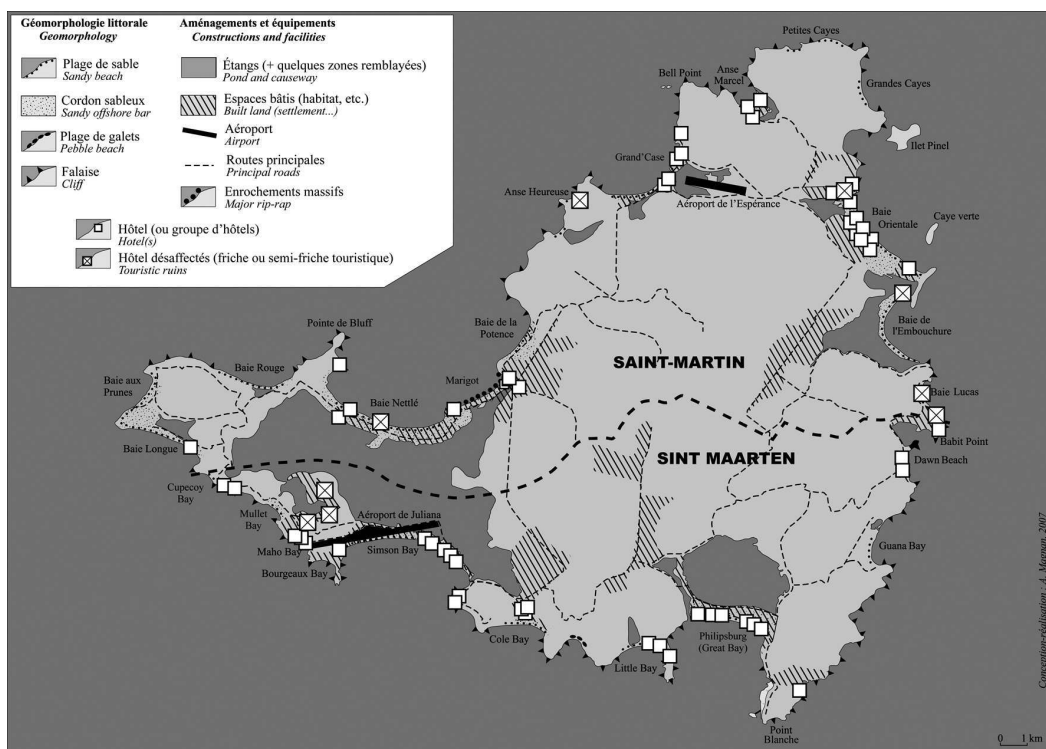 Géomorphologie littorale
Geomorphology
Plage de sable
Sandy beach
Cordon sableux
Sandy offshore bar
Plage de galets
Pebble beach
Falaise
Cliff
Aménagements et équipements
Constructions and facilities
Étangs (+ quelques zones remblayées)
Pond and causeway
Espaces bâtis (habitat, etc.)
Built land (settlement...)
Aéroport
Airport
Routes principales
Principal roads
Enrochements massifs
Major rip-rap
Hôtel (ou groupe d'hôtels)
Hotel(s)
Hôtel désaffectés (friche ou semi-friche touristique)
Touristic ruins
Petites Cayes
Anse
Marcel
Bell Point
Grandes Cayes
Ilet Pinel
Grand'Case
Anse Heureuse
Aéroport de l'Espérance
Baie
Orientale
Caye verte
Baie de
l'Embouchure
Pointe de Bluff
Baie de la
Potence
SAINT-MARTIN
Baie Rouge
Baie aux
Prunes
Marigot
Baie Nettlé
Baie Lucas
Babit Point
Baie Longue
SINT MAARTEN
Dawn Beach
Cupecoy
Bay
Mullet
Bay
Aéroport de Juliana
Maho Bay
Simson Bay
Bourgeaux Bay
Guana Bay
Cole Bay
Little Bay
Philipsburg
(Great Bay)
Point
Blanche
Conception-réalisation : A. Magnan, 2007
0 1 km